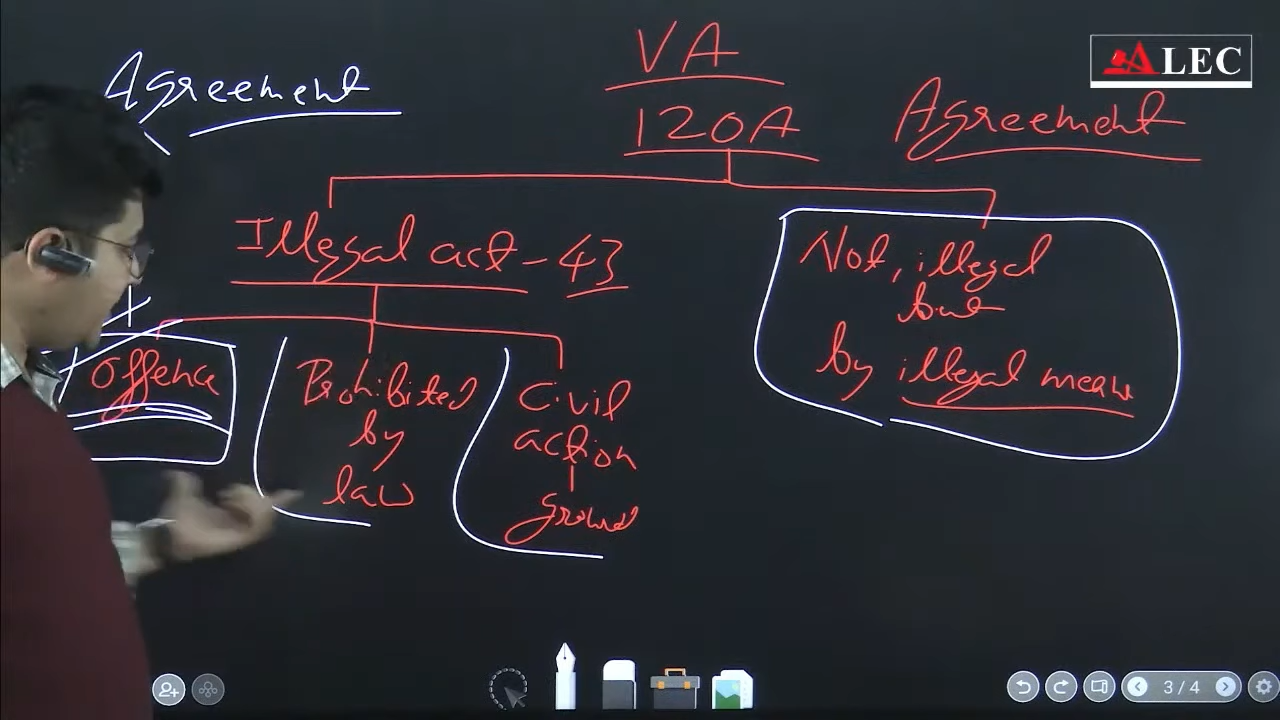 VA
120A
Agreement
Agreement
Illegal act - 43
Offence
Prohibited
by
law
Civil
action
ground
Not, illegal
but
by illegal means
ALEC
3 / 4